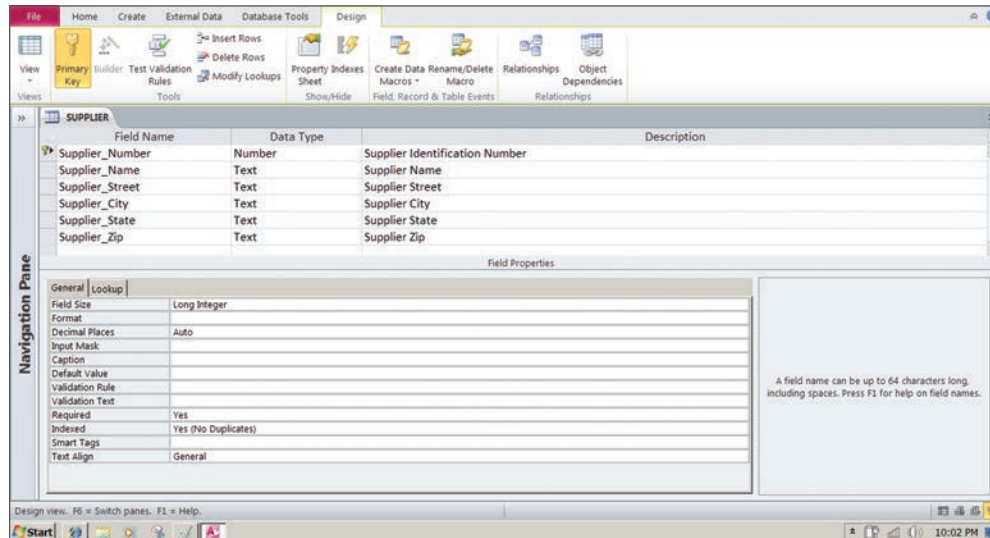 File Home Create External Data Database Tools Design
View
Primary Key
Builder
Test Validation Rules
Insert Rows
Delete Rows
Modify Lookups
Property Sheet
Indexes
Create Data Macros
Rename/Delete Macro
Relationships
Object Dependencies
Views Tools Show/Hide Field, Record & Table Events Relationships
SUPPLIER
Field Name Data Type Description
Supplier_Number Number Supplier Identification Number
Supplier_Name Text Supplier Name
Supplier_Street Text Supplier Street
Supplier_City Text Supplier City
Supplier_State Text Supplier State
Supplier_Zip Text Supplier Zip
Field Properties
Navigation Pane
General Lookup
Field Size Long Integer
Format
Decimal Places Auto
Input Mask
Caption
Default Value
Validation Rule
Validation Text
Required Yes
Indexed Yes (No Duplicates)
Smart Tags
Text Align General
A field name can be up to 64 characters long,
including spaces. Press F1 for help on field names.
Design view. F6 = Switch panes. F1 = Help.
Start 10:02 PM